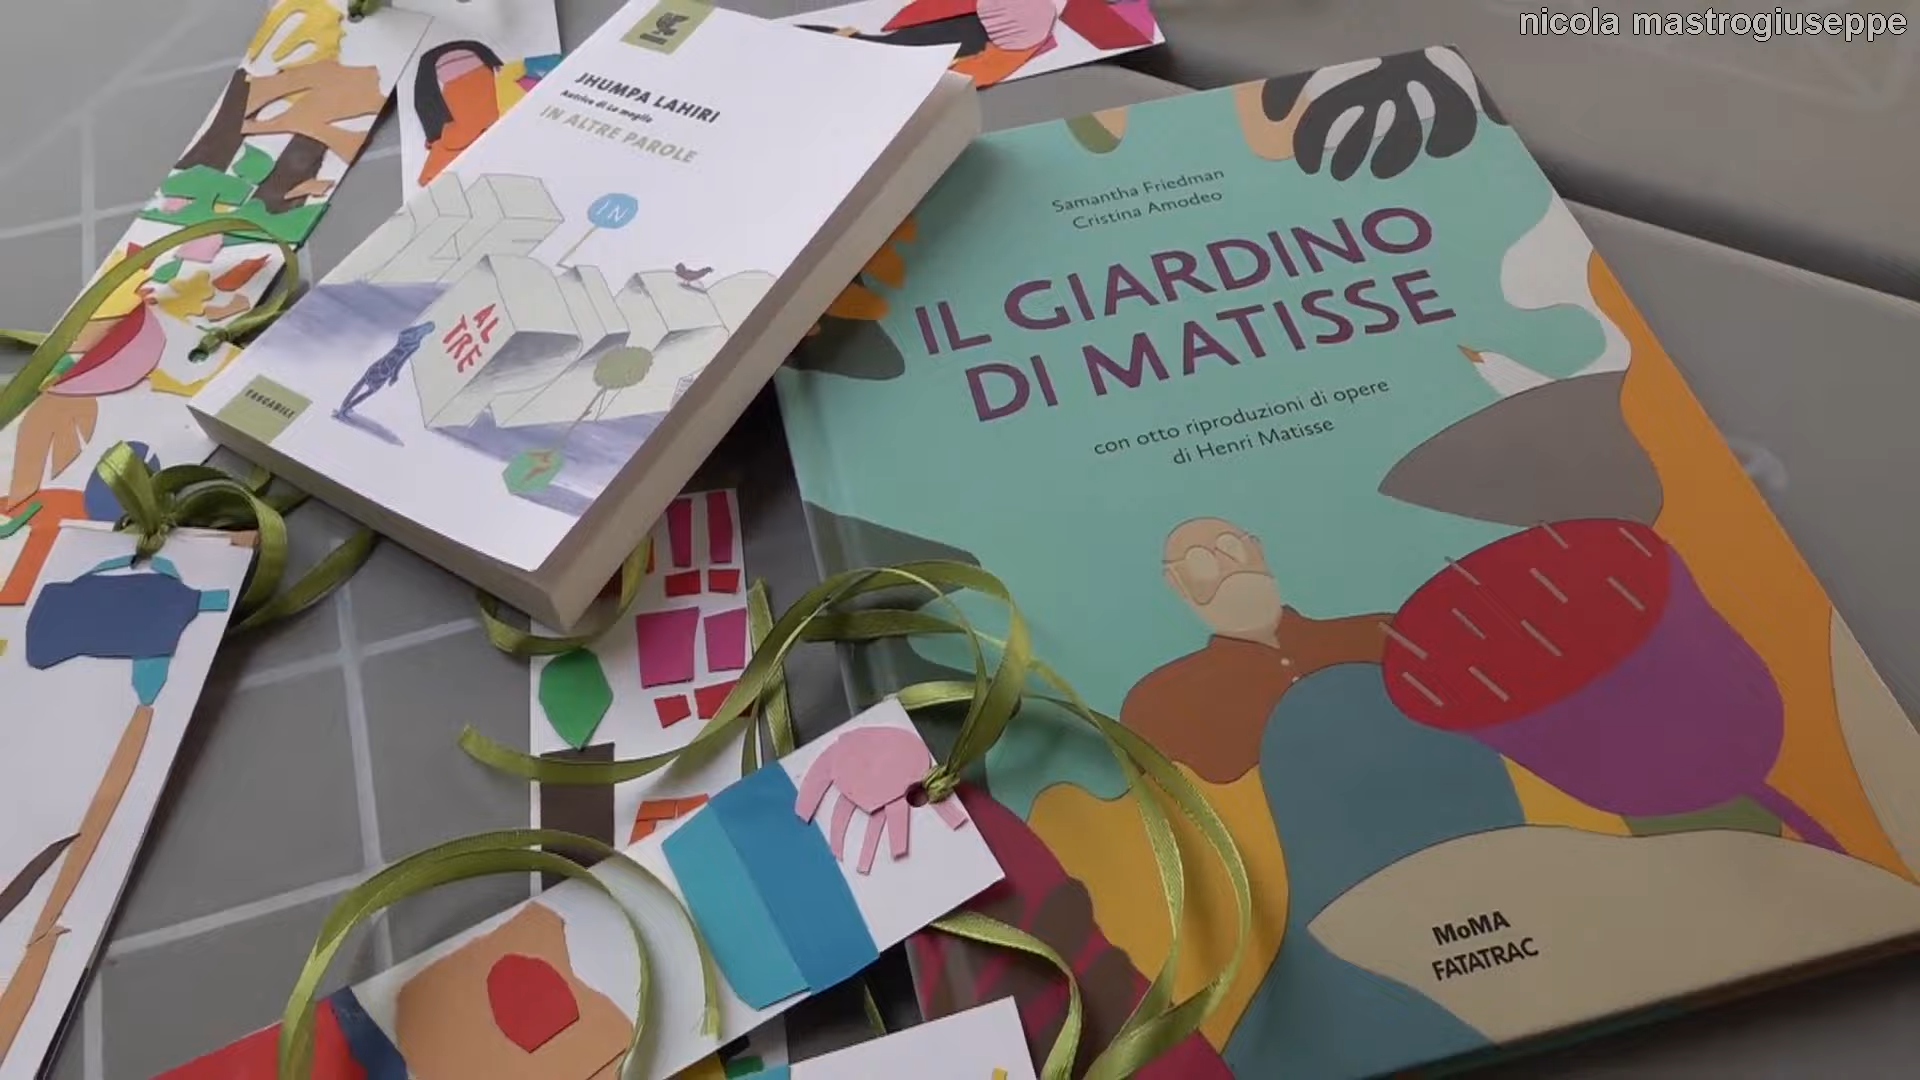 nicola mastrogiuseppe
JHUMPA LAHIRI
Autrice di La moglie
IN ALTRE PAROLE
IN
AL
TRE
TASCABILI
Samantha Friedman
Cristina Amodeo
IL GIARDINO
DI MATISSE
con otto riproduzioni di opere
di Henri Matisse
MoMA
FATATRAC